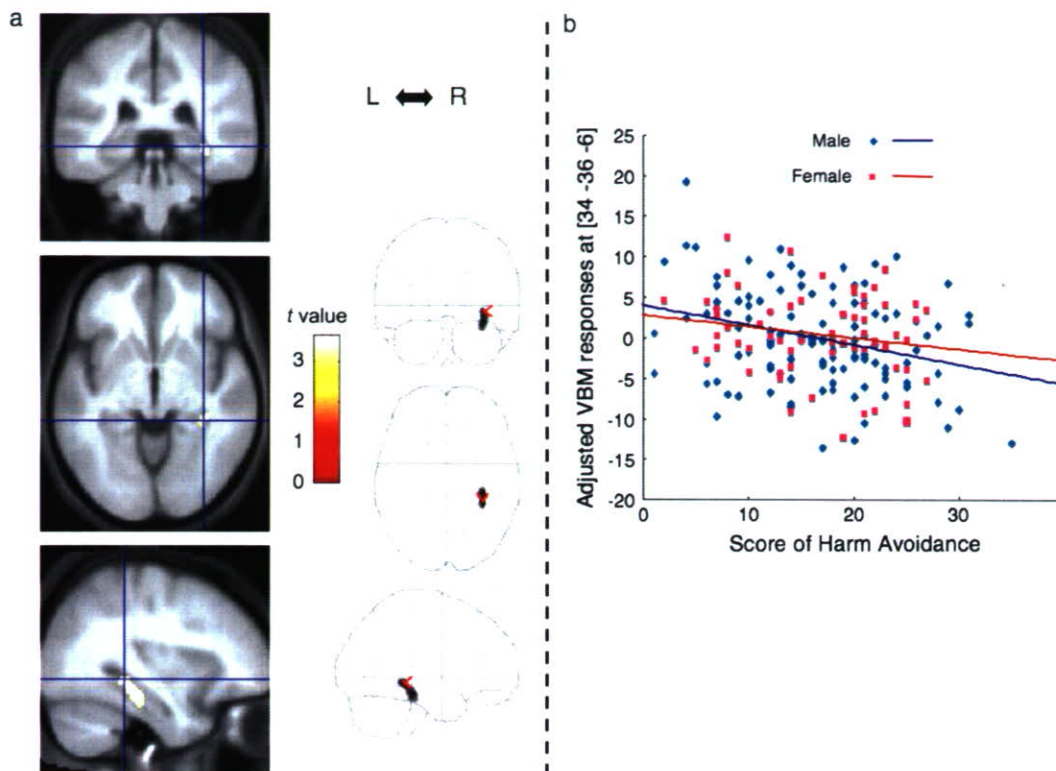 a
L R
t value
3
2
1
0
b
Adjusted VBM responses at [34 -36 -6]
25
20
15
10
5
0
-5
-10
-15
-20
Male
Female
0 10 20 30
Score of Harm Avoidance